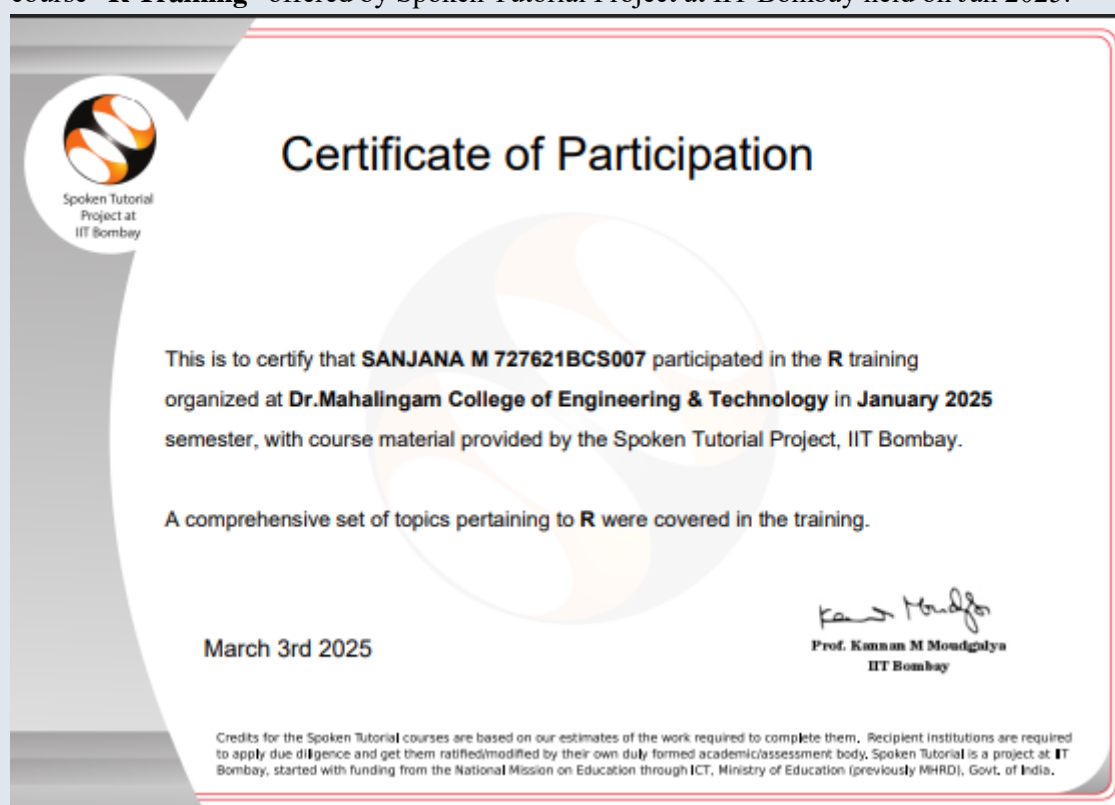 course "R Training" offered by Spoken Tutorial Project at IIT Bombay held on Jan 2025.
Spoken Tutorial
Project at
IIT Bombay
Certificate of Participation
This is to certify that SANJANA M 727621BCS007 participated in the R training
organized at Dr.Mahalingam College of Engineering & Technology in January 2025
semester, with course material provided by the Spoken Tutorial Project, IIT Bombay.
A comprehensive set of topics pertaining to R were covered in the training.
March 3rd 2025
Prof. Kannan M Moudgalya
IIT Bombay
Credits for the Spoken Tutorial courses are based on our estimates of the work required to complete them. Recipient institutions are required
to apply due diligence and get them ratified/modified by their own duly formed academic/assessment body. Spoken Tutorial is a project at IIT
Bombay, started with funding from the National Mission on Education through ICT, Ministry of Education (previously MHRD), Govt. of India.